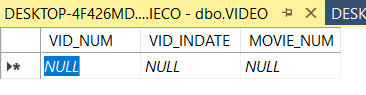 DESKTOP-4F426MD....IECO - dbo.VIDEO DESK
VID_NUM VID_INDATE MOVIE_NUM
NULL NULL NULL